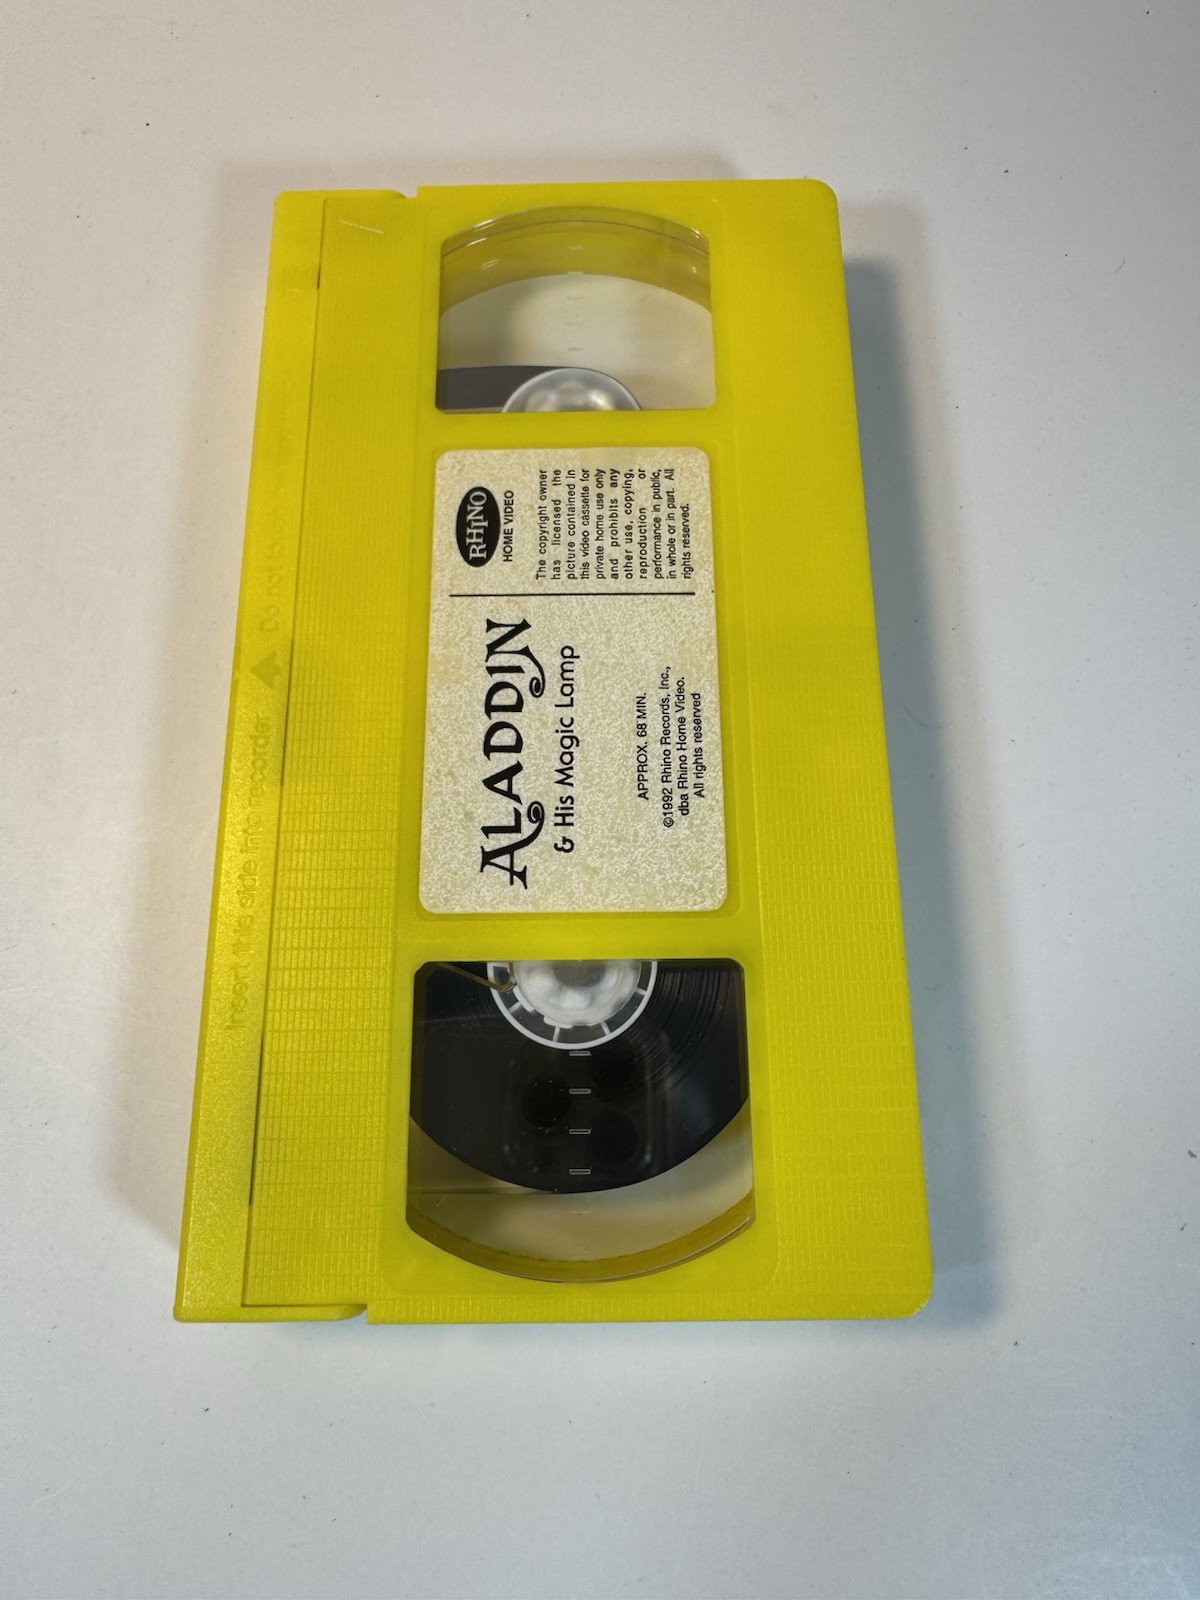 ALADDIN
& His Magic Lamp
APPROX. 68 MIN.
©1992 Rhino Records, Inc.,
dba Rhino Home Video.
All rights reserved
RHINO
HOME VIDEO
The copyright owner
has licensed the
picture contained in
this video cassette for
private home use only
and prohibits any
other use, copying,
reproduction or
performance in public,
in whole or in part. All
rights reserved.
Insert this side into recorder
Do not